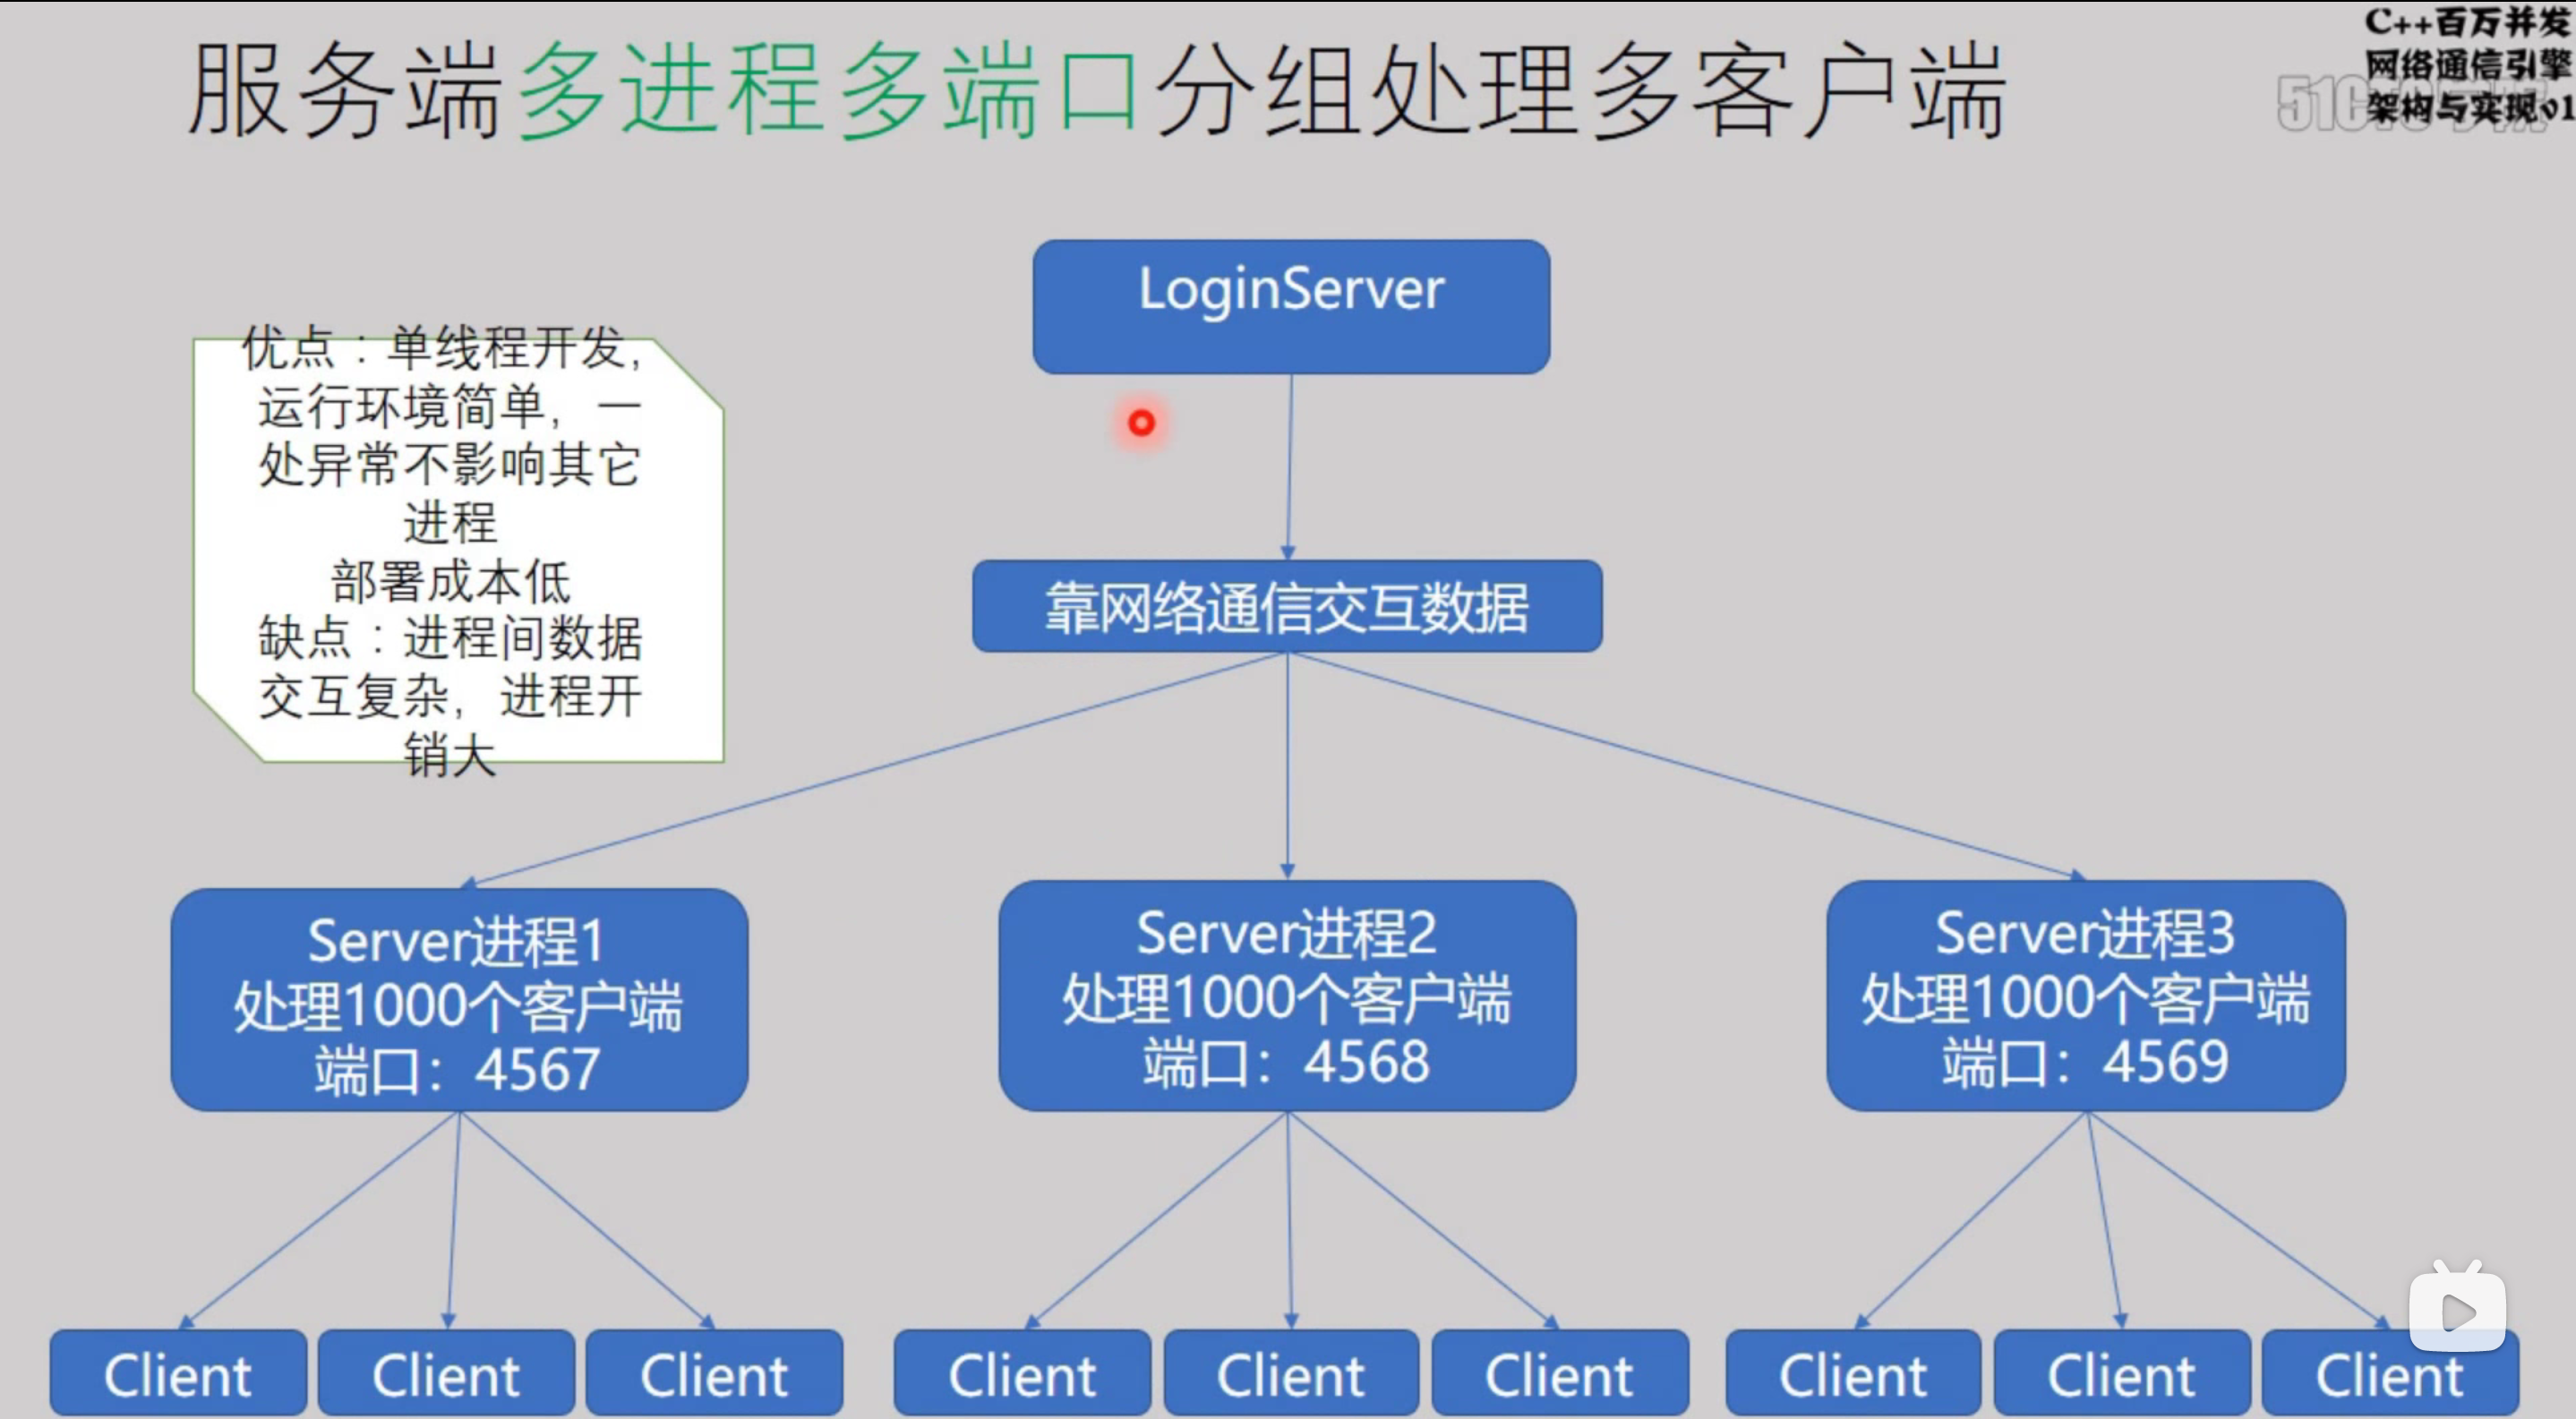 服务端多进程多端口分组处理多客户端
C++百万并发
网络通信引擎
架构与实现v1
LoginServer
优点：单线程开发，
运行环境简单，一
处异常不影响其它
进程
部署成本低
缺点：进程间数据
交互复杂，进程开
销大
靠网络通信交互数据
Server进程1
处理1000个客户端
端口：4567
Server进程2
处理1000个客户端
端口：4568
Server进程3
处理1000个客户端
端口：4569
Client
Client
Client
Client
Client
Client
Client
Client
Client